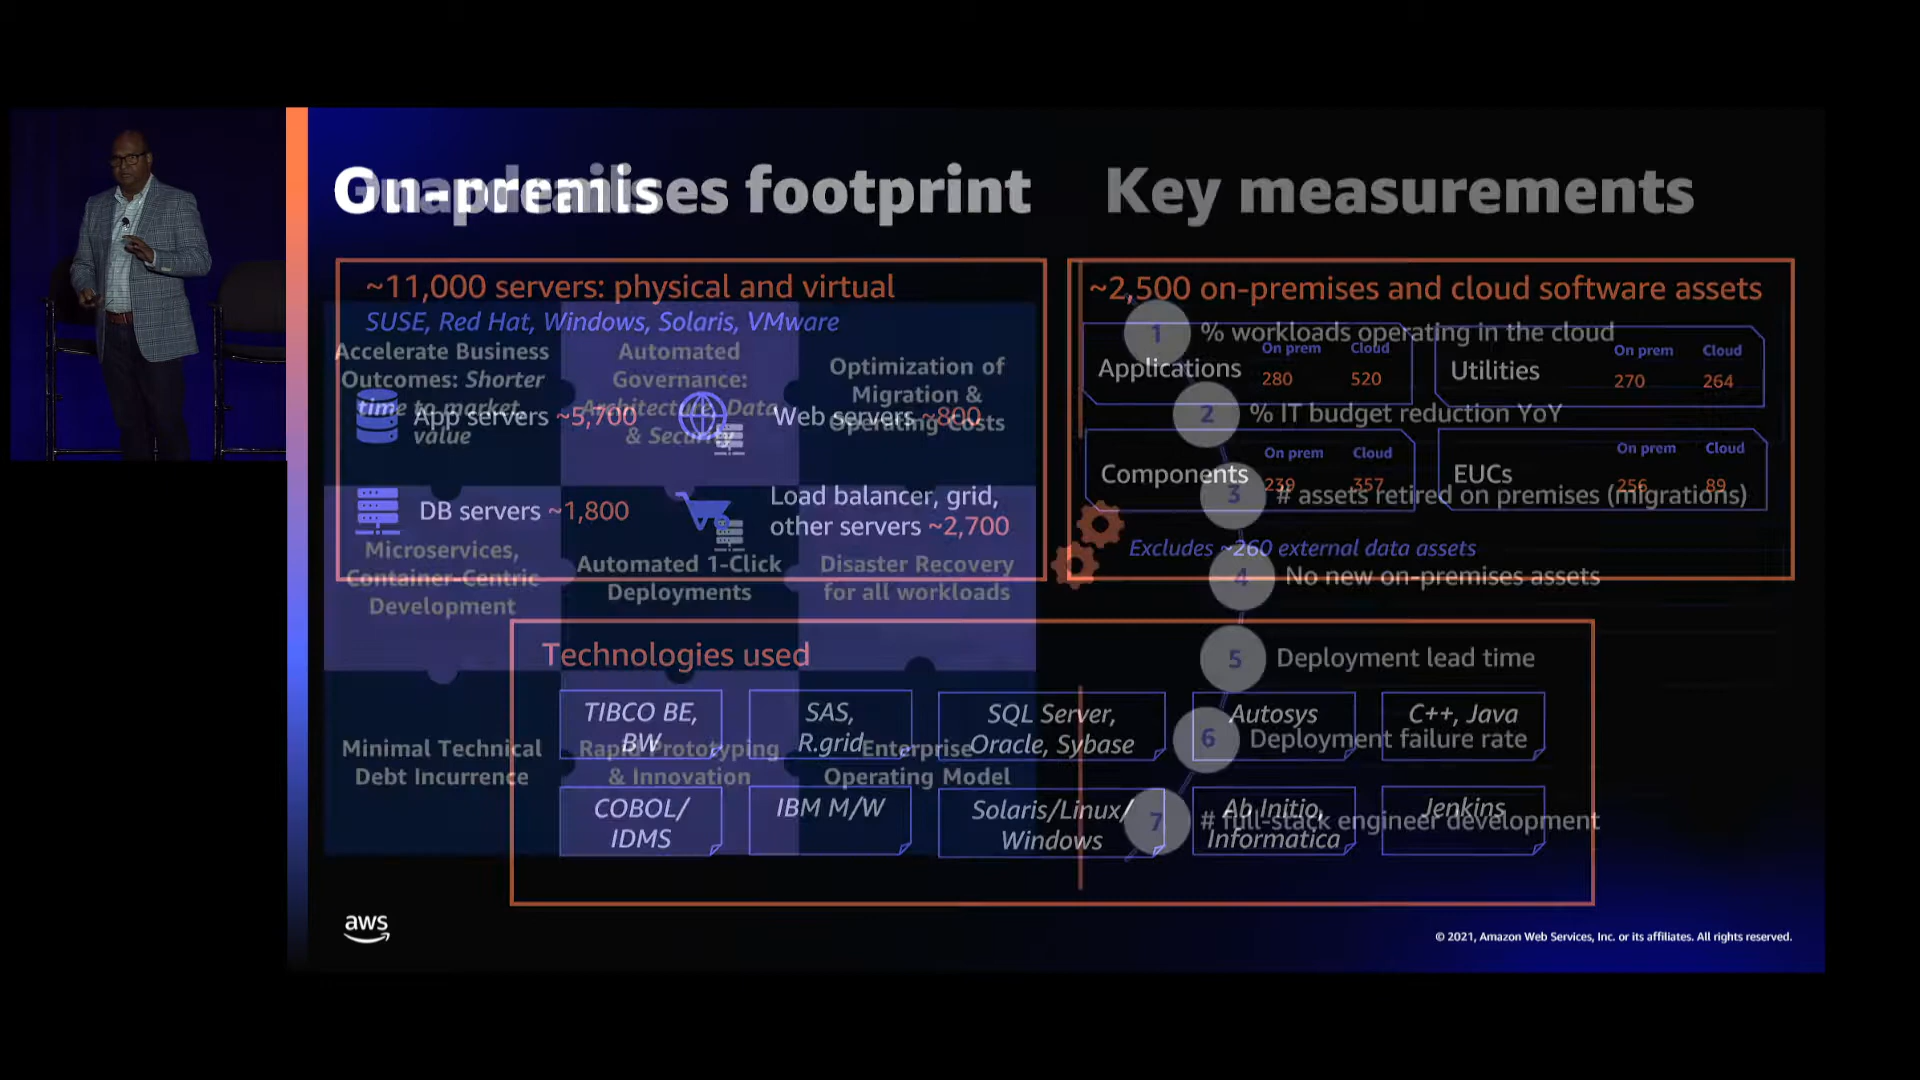 On-premises footprint
Key measurements
~11,000 servers: physical and virtual
SUSE, Red Hat, Windows, Solaris, VMware
App servers ~5,700
Web servers ~800
DB servers ~1,800
Load balancer, grid,
other servers ~2,700
~2,500 on-premises and cloud software assets
Applications
On prem Cloud
280 520
Utilities
On prem Cloud
270 264
Components
On prem Cloud
239 357
EUCs
On prem Cloud
256 89
Excludes ~260 external data assets
Technologies used
TIBCO BE,
BW
SAS,
R.grid
SQL Server,
Oracle, Sybase
Autosys
C++, Java
COBOL/
IDMS
IBM M/W
Solaris/Linux/
Windows
Ab Initio,
Informatica
Jenkins
Accelerate Business
Outcomes: Shorter
time to market,
value
Automated
Governance:
Architecture, Data
& Security
Optimization of
Migration &
Operating Costs
Microservices,
Container-Centric
Development
Automated 1-Click
Deployments
Disaster Recovery
for all workloads
Minimal Technical
Debt Incurrence
Rapid Prototyping
& Innovation
Enterprise
Operating Model
1 % workloads operating in the cloud
2 % IT budget reduction YoY
3 # assets retired on premises (migrations)
4 No new on-premises assets
5 Deployment lead time
6 Deployment failure rate
7 # full-stack engineer development
aws
© 2021, Amazon Web Services, Inc. or its affiliates. All rights reserved.